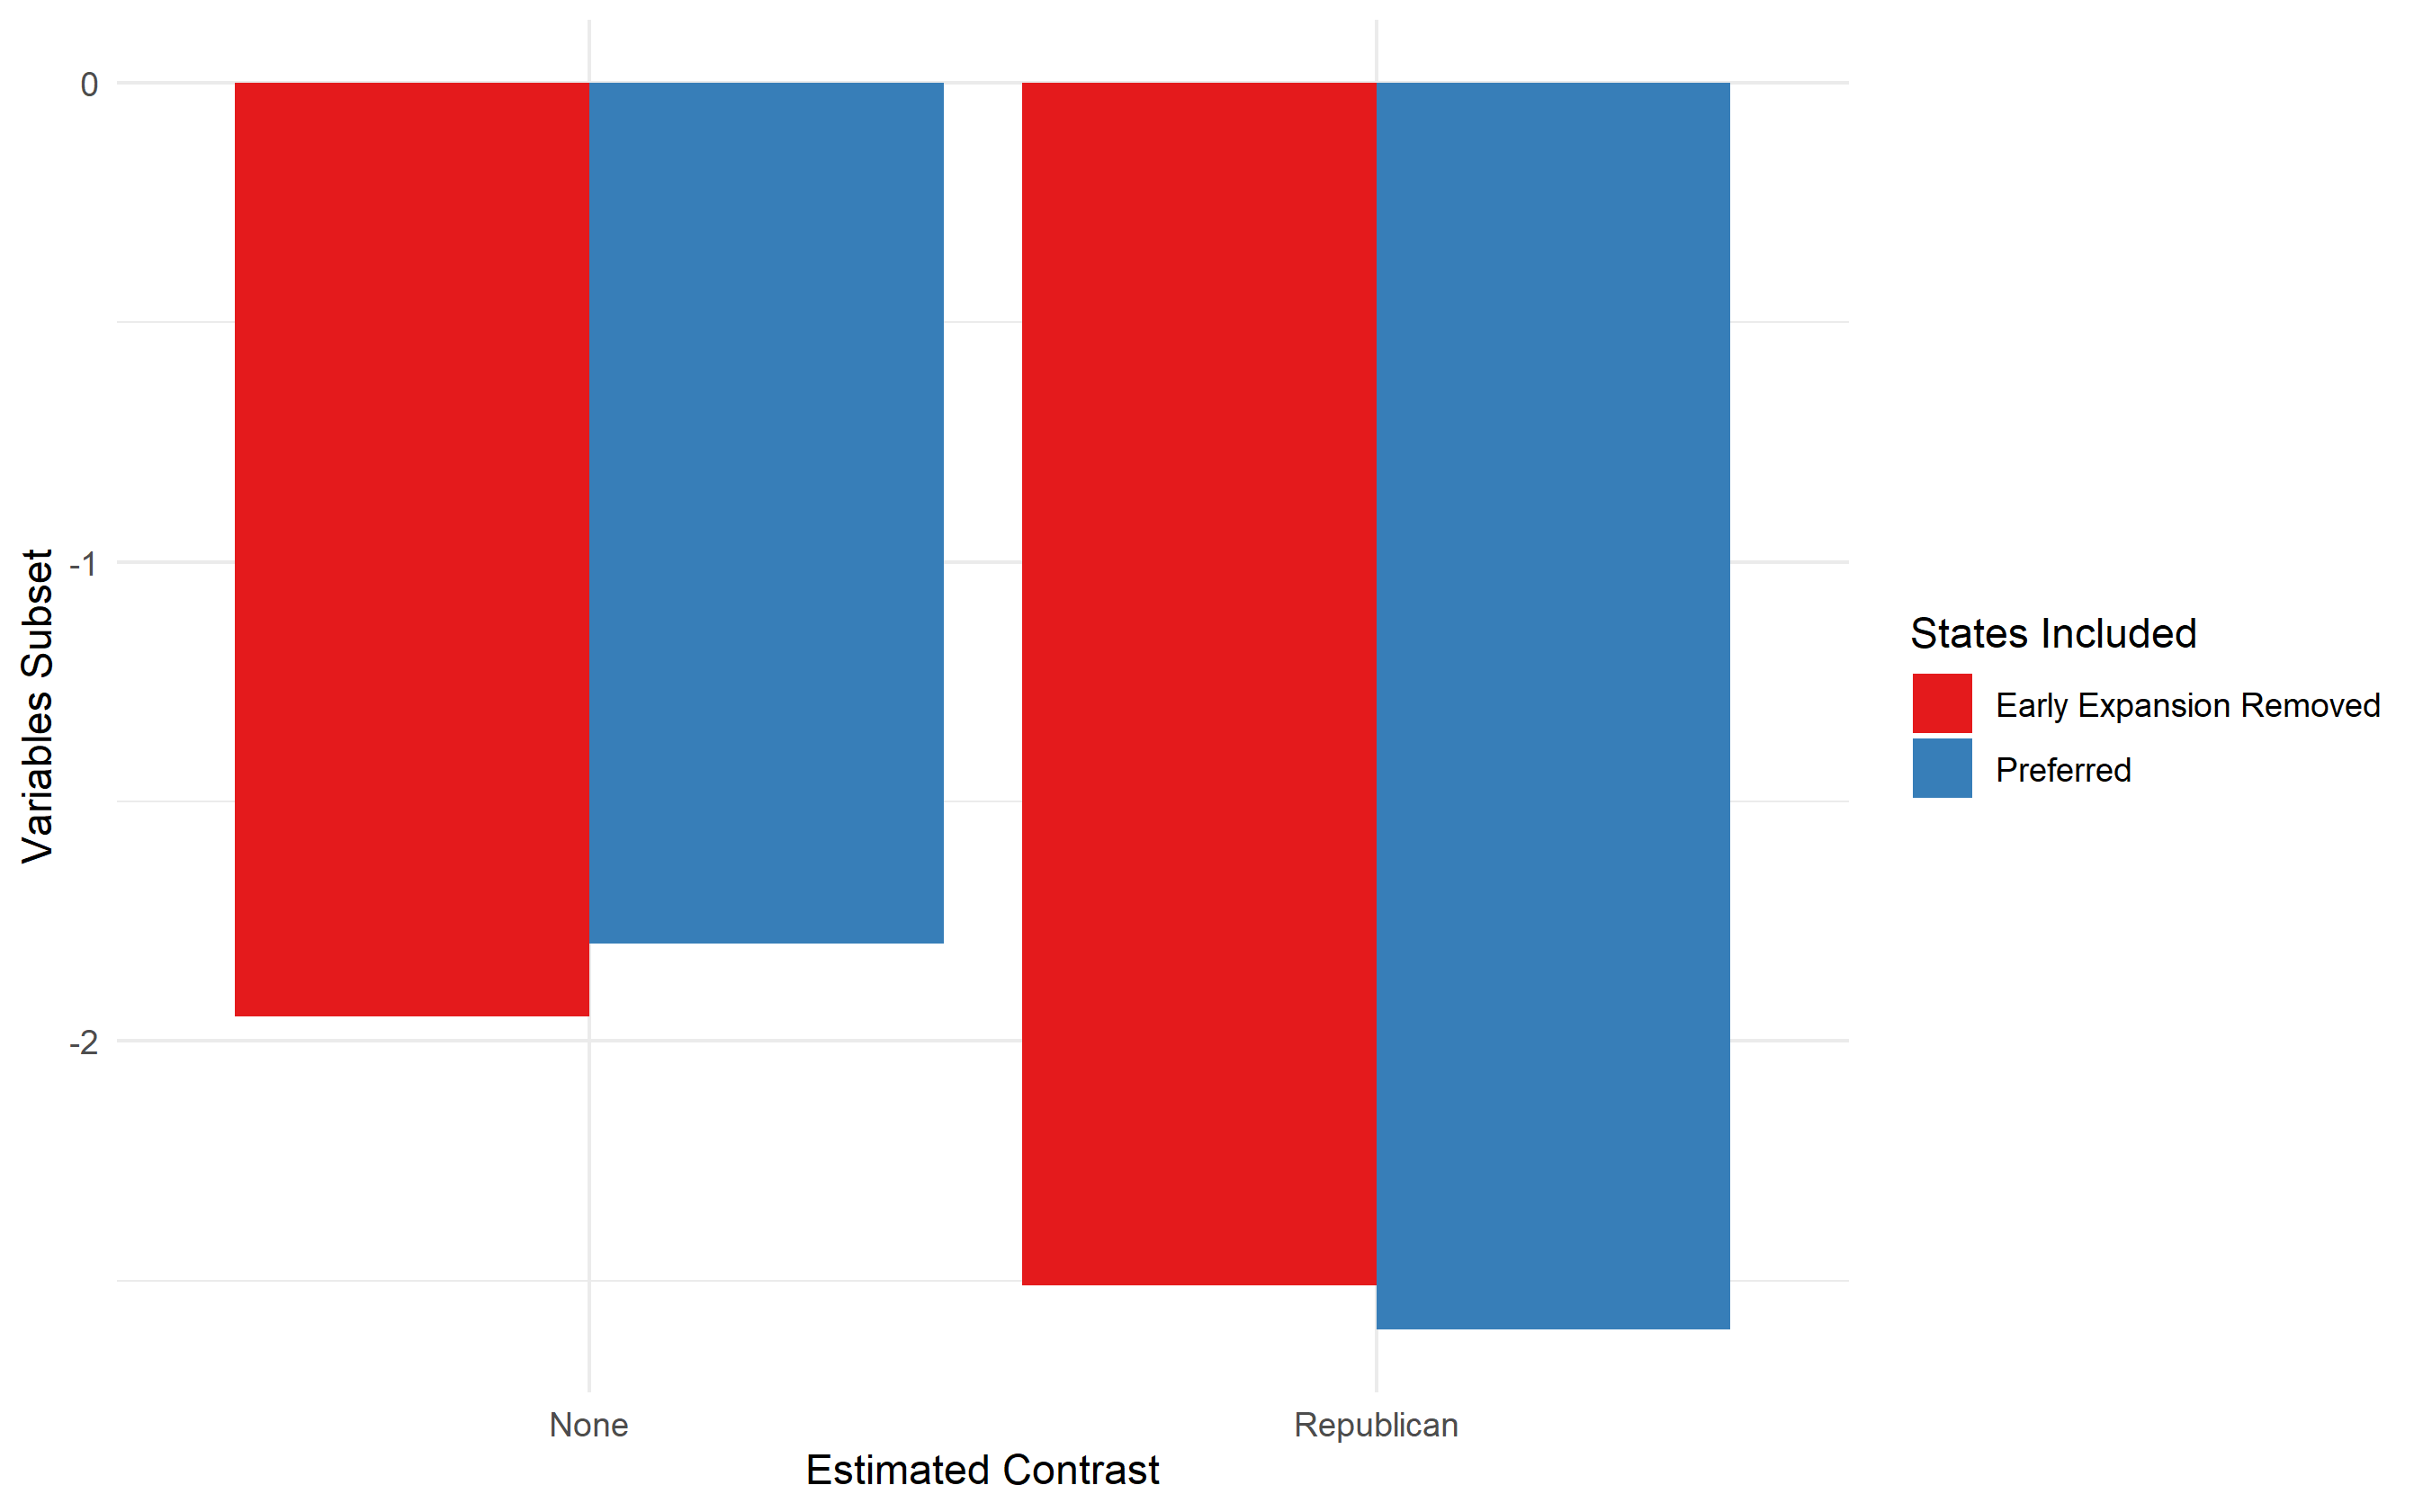 0
-1
-2
Variables Subset
None
Republican
Estimated Contrast
States Included
Early Expansion Removed
Preferred